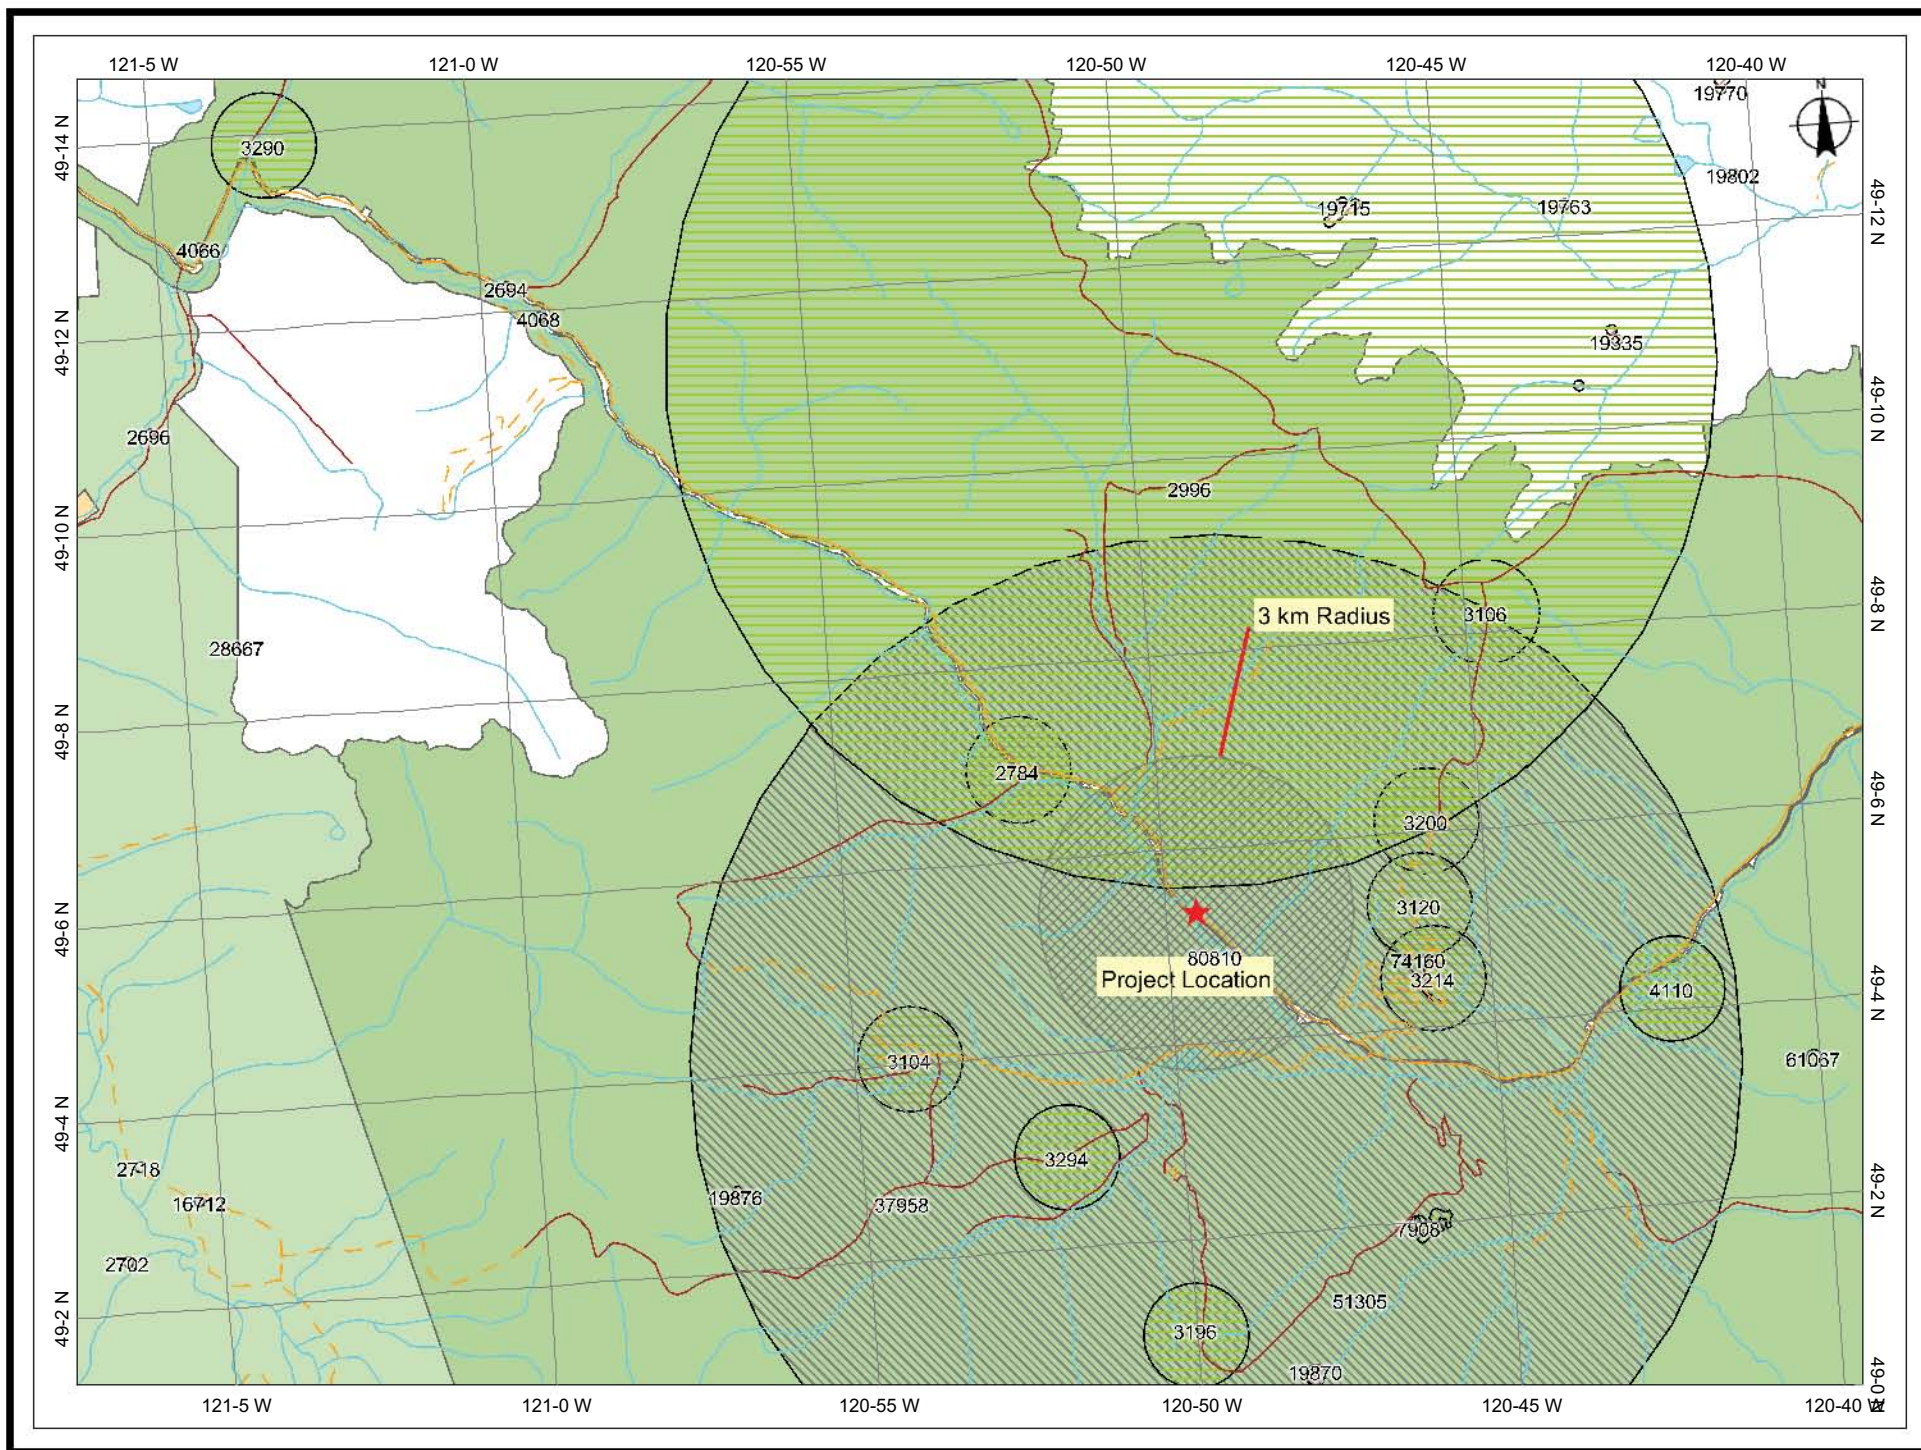 121-5 W
121-0 W
120-55 W
120-50 W
120-45 W
120-40 W
N
19770
49-14 N
3290
19802
49-12 N
19715
19763
4066
2694
4068
49-12 N
19335
49-10 N
2696
2996
49-10 N
3 km Radius
3106
49-8 N
28667
49-8 N
2784
3200
49-6 N
3120
49-6 N
80810
74160
Project Location
3214
4110
49-4 N
3104
61067
49-4 N
3294
2718
19876
37958
16712
49-2 N
7908
2702
51305
49-2 N
3196
19870
49-0 N
121-5 W
121-0 W
120-55 W
120-50 W
120-45 W
120-40 W